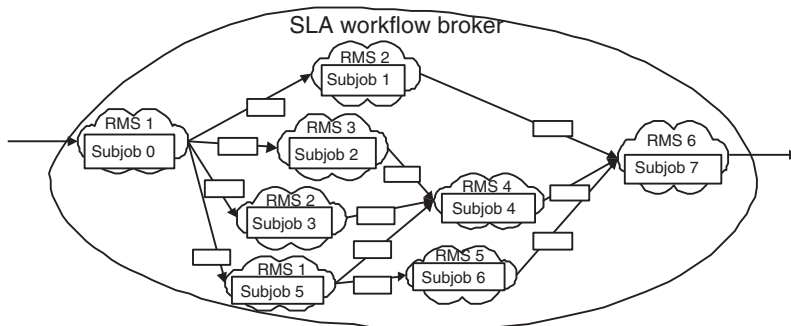 SLA workflow broker
RMS 2
Subjob 1
RMS 1
Subjob 0
RMS 3
Subjob 2
RMS 6
Subjob 7
RMS 2
Subjob 3
RMS 4
Subjob 4
RMS 1
Subjob 5
RMS 5
Subjob 6